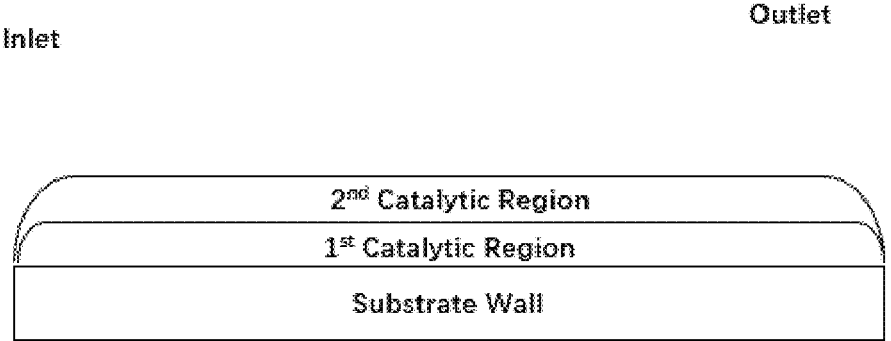 Outlet
Inlet
2nd Catalytic Region
1st Catalytic Region
Substrate Wall